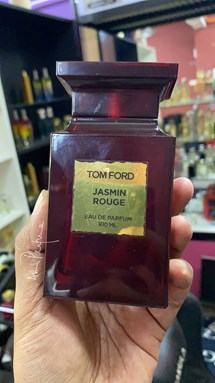 TOM FORD
JASMIN
ROUGE
EAU DE PARFUM
100 ML